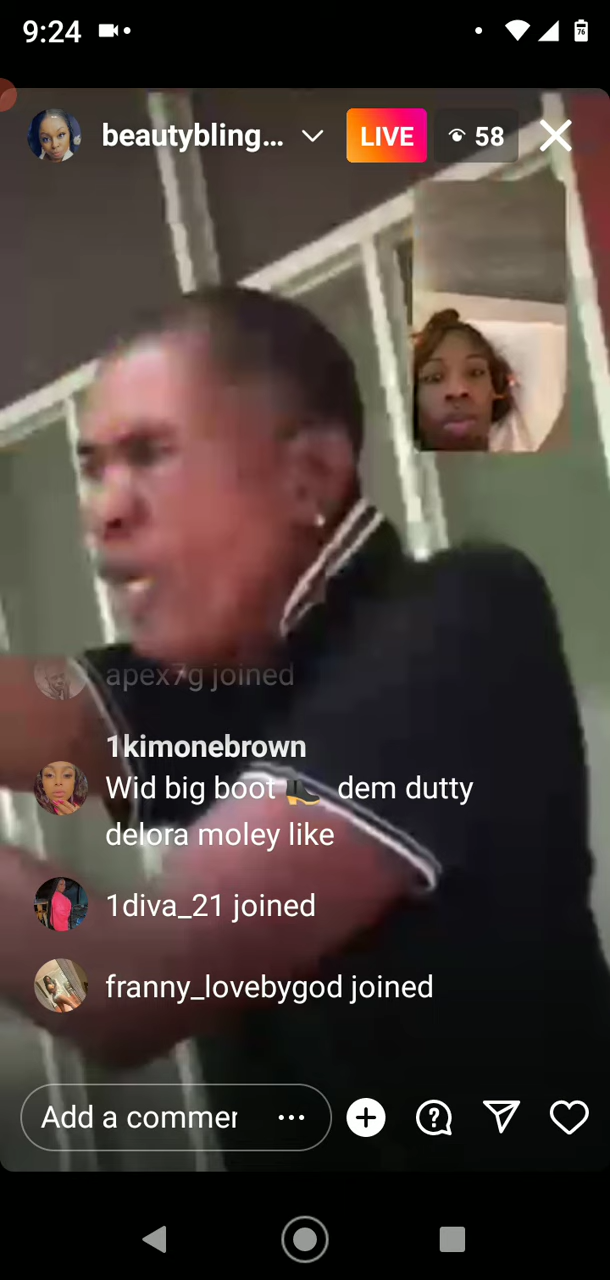 9:24
76
beautybling...
LIVE
58
apex7g joined
1kimonebrown
Wid big boot 👢 dem dutty
delora moley like
1diva_21 joined
franny_lovebygod joined
Add a commer